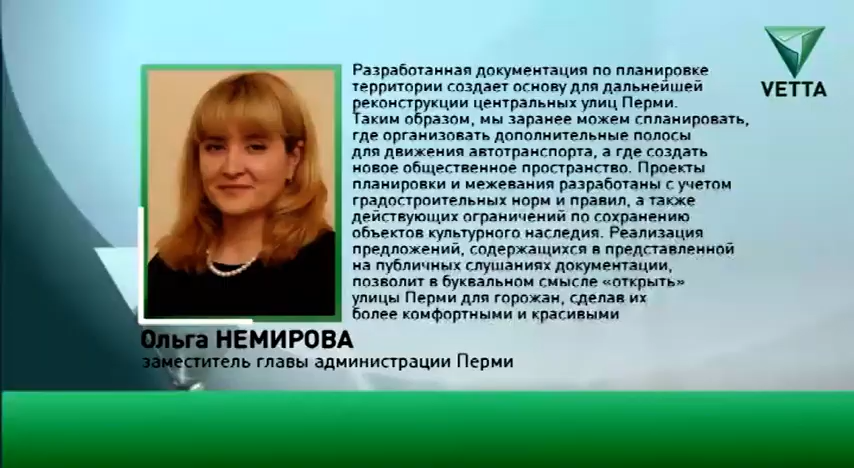 VETTA
Разработанная документация по планировке
территории создает основу для дальнейшей
реконструкции центральных улиц Перми.
Таким образом, мы заранее можем спланировать,
где организовать дополнительные полосы
для движения автотранспорта, а где создать
новое общественное пространство. Проекты
планировки и межевания разработаны с учетом
градостроительных норм и правил, а также
действующих ограничений по сохранению
объектов культурного наследия. Реализация
предложений, содержащихся в представленной
на публичных слушаниях документации,
позволит в буквальном смысле «открыть»
улицы Перми для горожан, сделав их
более комфортными и красивыми
Ольга НЕМИРОВА
заместитель главы администрации Перми